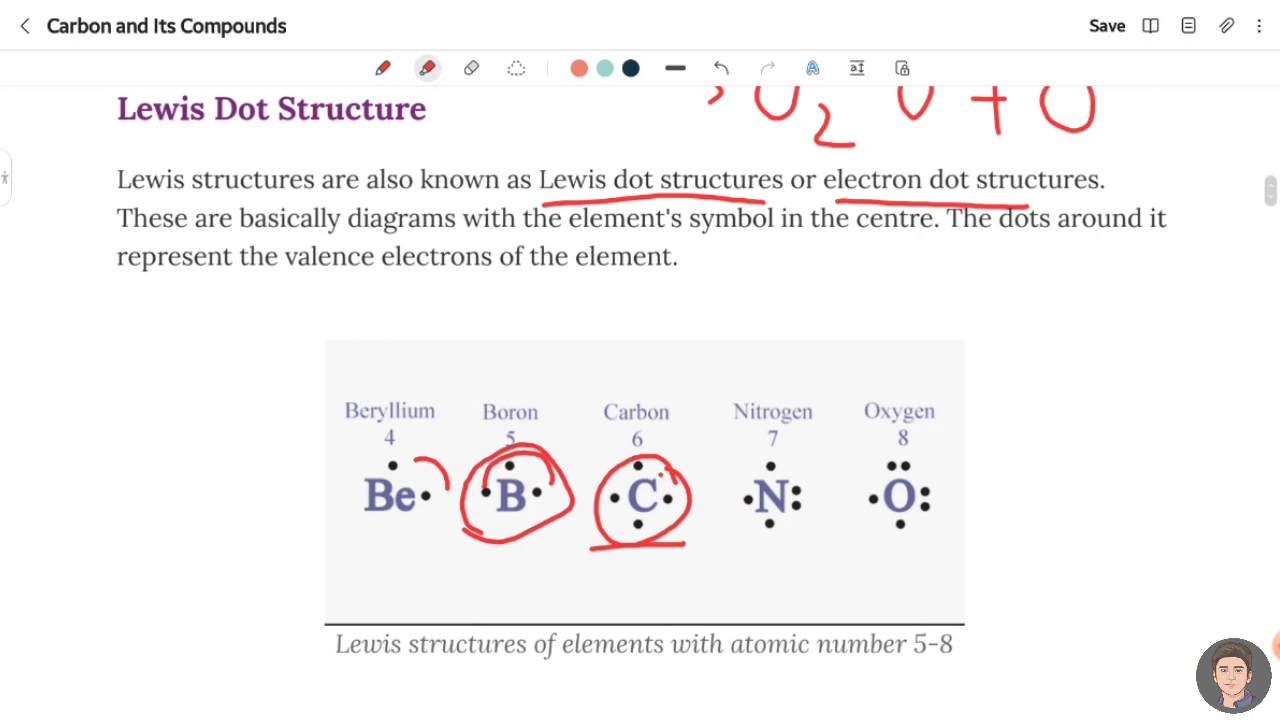 Carbon and Its Compounds
Save
Lewis Dot Structure
O₂ O + O
Lewis structures are also known as Lewis dot structures or electron dot structures.
These are basically diagrams with the element's symbol in the centre. The dots around it
represent the valence electrons of the element.
Beryllium Boron Carbon Nitrogen Oxygen
4 5 6 7 8
Be B C N O
Lewis structures of elements with atomic number 5-8